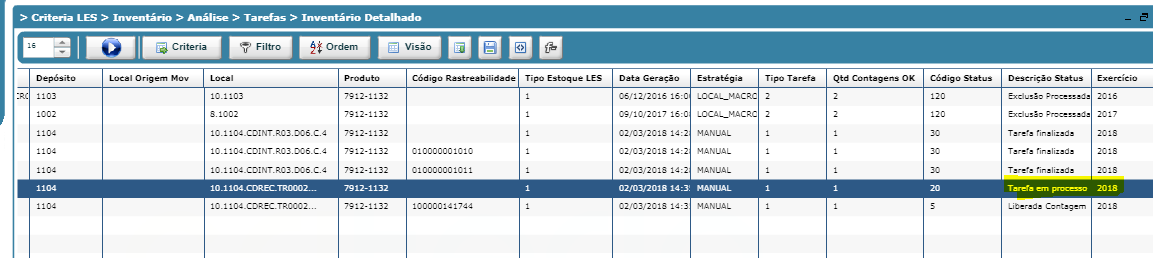 > Criteria LES > Inventário > Análise > Tarefas > Inventário Detalhado
16 Criteria Filtro Ordem Visão
Depósito Local Origem Mov Local Produto Código Rastreabilidade Tipo Estoque LES Data Geração Estratégia Tipo Tarefa Qtd Contagens OK Código Status Descrição Status Exercício
1103 10.1103 7912-1132 1 06/12/2016 16:0 LOCAL_MACRO 2 2 120 Exclusão Processada 2016
1002 8.1002 7912-1132 1 09/10/2017 16:0 LOCAL_MACRO 2 2 120 Exclusão Processada 2017
1104 10.1104.CDINT.R03.D06.C.4 7912-1132 1 02/03/2018 14:2 MANUAL 1 1 30 Tarefa finalizada 2018
1104 10.1104.CDINT.R03.D06.C.4 7912-1132 010000001010 1 02/03/2018 14:2 MANUAL 1 1 30 Tarefa finalizada 2018
1104 10.1104.CDINT.R03.D06.C.4 7912-1132 010000001011 1 02/03/2018 14:2 MANUAL 1 1 30 Tarefa finalizada 2018
1104 10.1104.CDREC.TR0002... 7912-1132 1 02/03/2018 14:3 MANUAL 1 1 20 Tarefa em processo 2018
1104 10.1104.CDREC.TR0002... 7912-1132 100000141744 1 02/03/2018 14:3 MANUAL 1 1 5 Liberada Contagem 2018